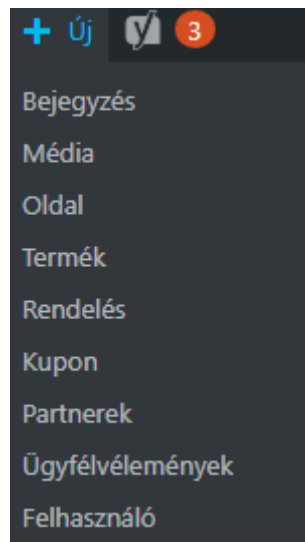 + Új 3
Bejegyzés
Média
Oldal
Termék
Rendelés
Kupon
Partnerek
Ügyfélvélemények
Felhasználó